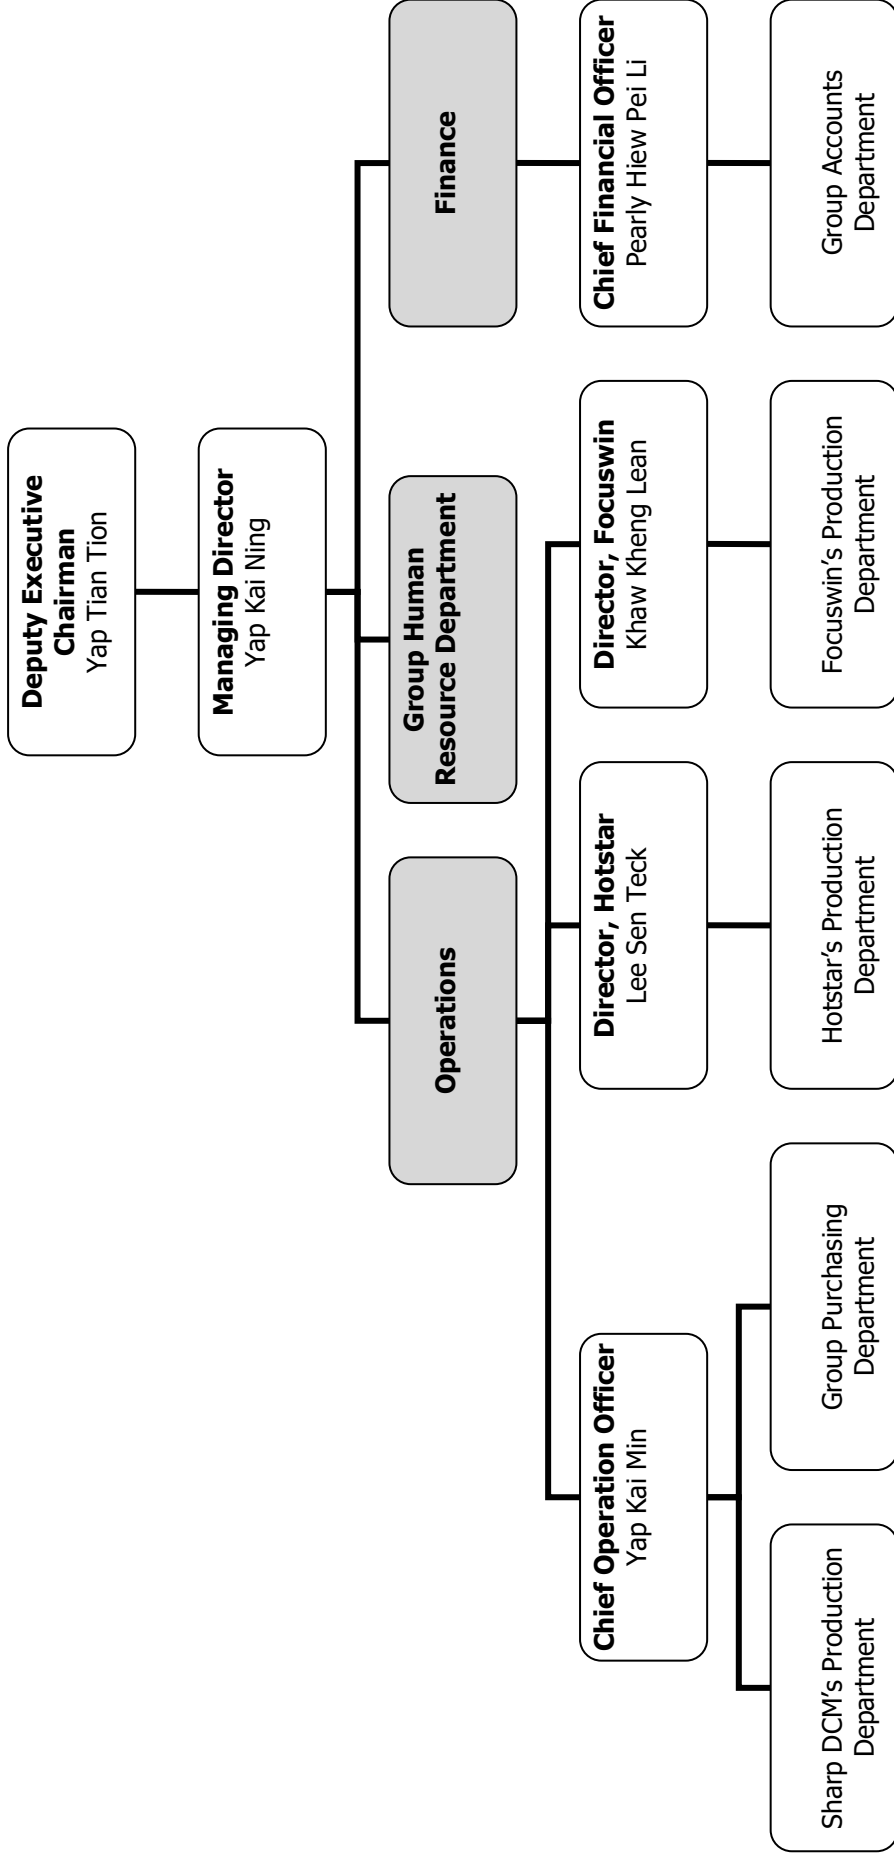 Deputy Executive
Chairman
Yap Tian Tion
Managing Director
Yap Kai Ning
Operations
Group Human
Resource Department
Finance
Chief Operation Officer
Yap Kai Min
Director, Hotstar
Lee Sen Teck
Director, Focuswin
Khaw Kheng Lean
Chief Financial Officer
Pearly Hiew Pei Li
Sharp DCM’s Production
Department
Group Purchasing
Department
Hotstar’s Production
Department
Focuswin’s Production
Department
Group Accounts
Department